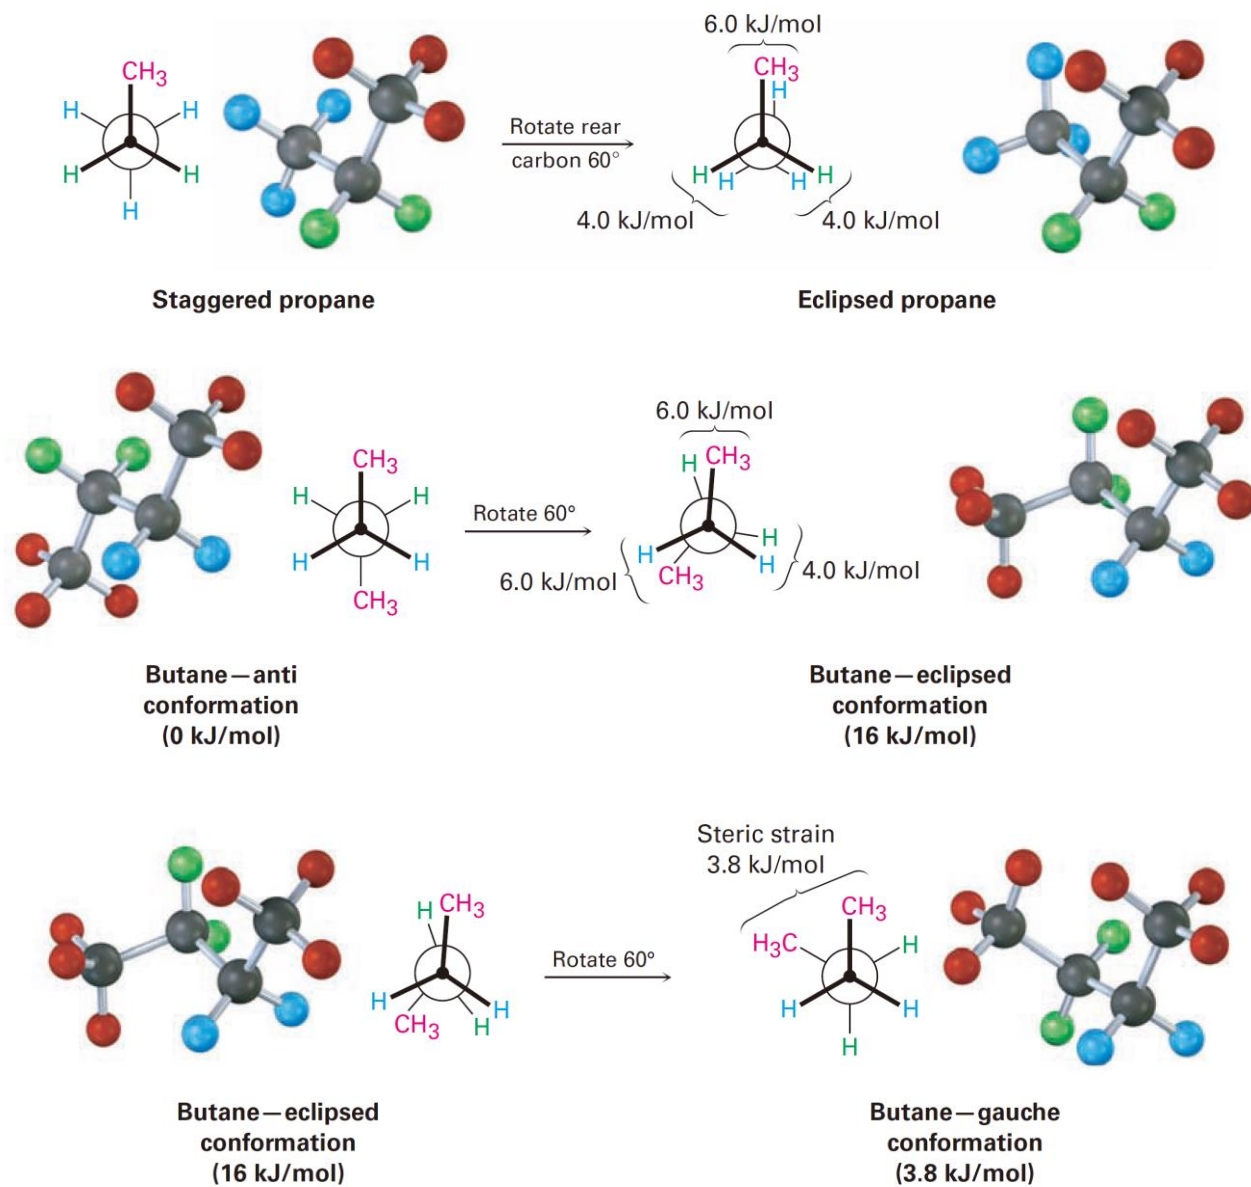 6.0 kJ/mol
CH3
H H
H H
H
Rotate rear
carbon 60°
CH3
H
H H H H
4.0 kJ/mol 4.0 kJ/mol
Staggered propane Eclipsed propane
6.0 kJ/mol
CH3
H H
H H
CH3
Rotate 60°
H CH3
H
H H
CH3
6.0 kJ/mol 4.0 kJ/mol
Butane—anti
conformation
(0 kJ/mol)
Butane—eclipsed
conformation
(16 kJ/mol)
Steric strain
3.8 kJ/mol
H CH3
H H
CH3 H
Rotate 60°
CH3
H3C H
H H
H
Butane—eclipsed
conformation
(16 kJ/mol)
Butane—gauche
conformation
(3.8 kJ/mol)